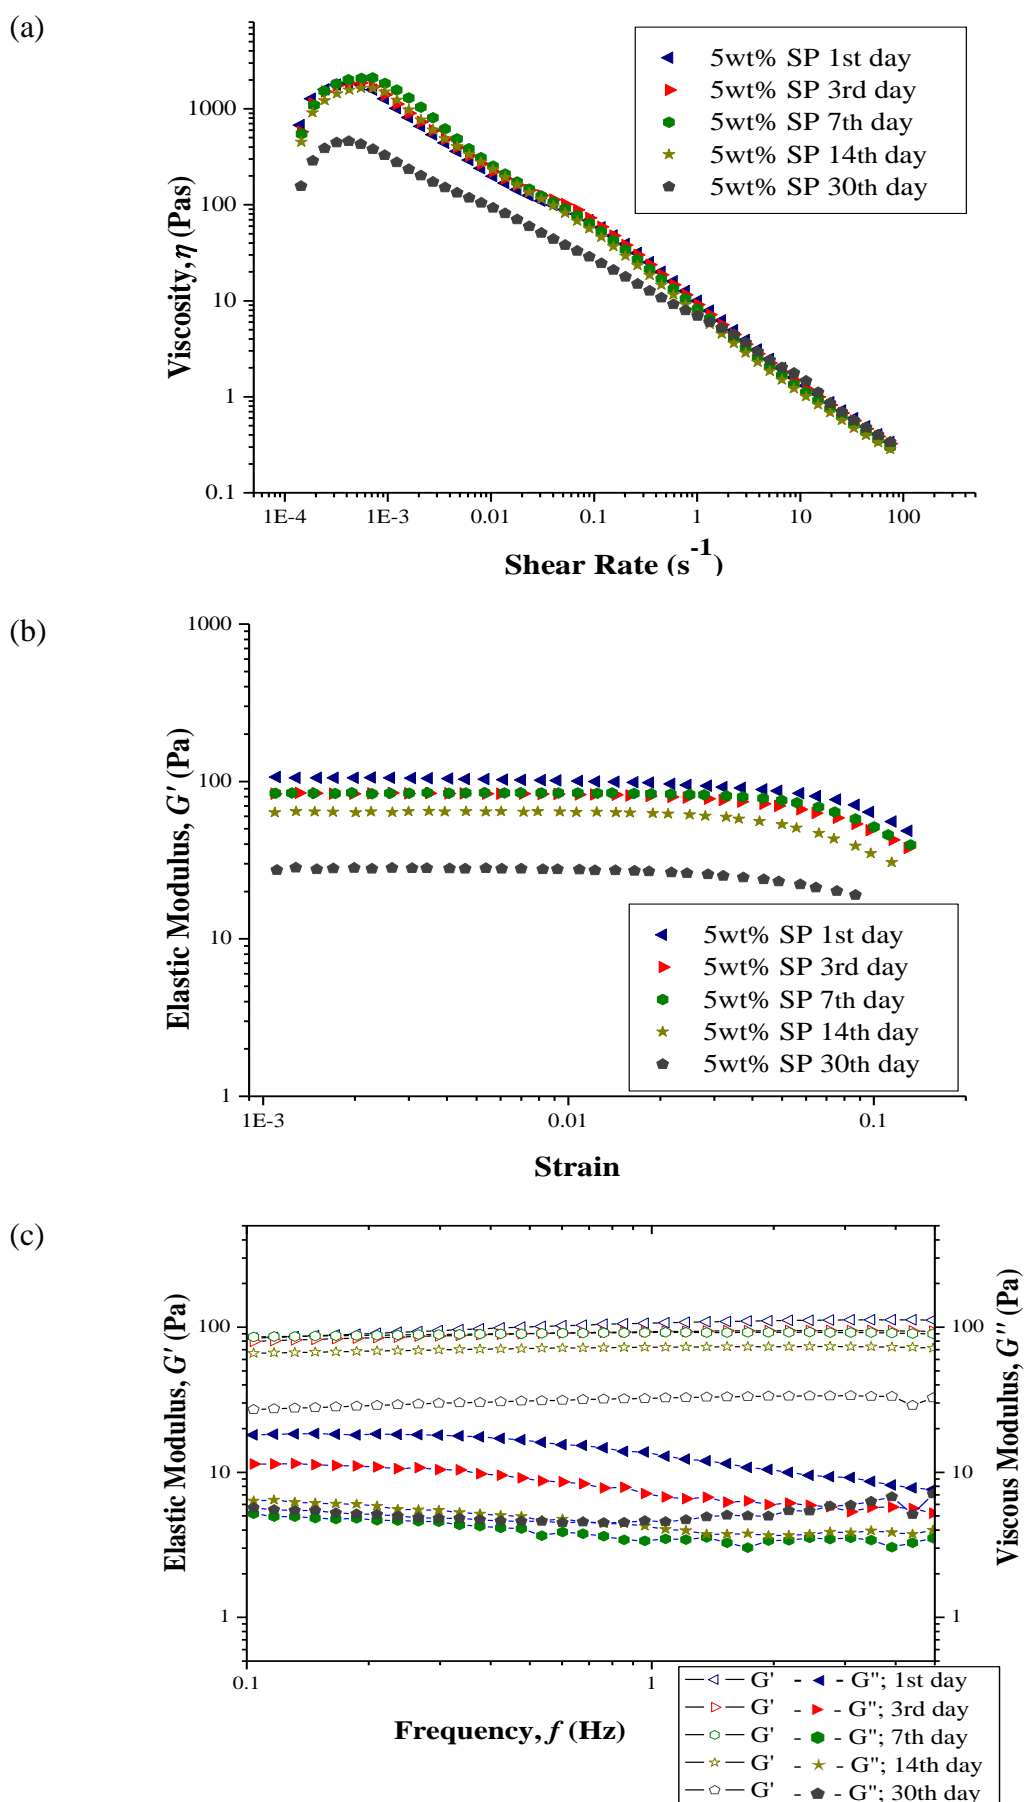 (a)
5wt% SP 1st day
5wt% SP 3rd day
5wt% SP 7th day
5wt% SP 14th day
5wt% SP 30th day
1000
100
10
1
0.1
Viscosity, η (Pas)
1E-4 1E-3 0.01 0.1 1 10 100
Shear Rate (s⁻¹)
(b)
1000
100
10
1
Elastic Modulus, G' (Pa)
5wt% SP 1st day
5wt% SP 3rd day
5wt% SP 7th day
5wt% SP 14th day
5wt% SP 30th day
1E-3 0.01 0.1
Strain
(c)
100
10
1
Elastic Modulus, G' (Pa)
100
10
1
Viscous Modulus, G'' (Pa)
0.1 1
Frequency, f (Hz)
G' G''; 1st day
G' G''; 3rd day
G' G''; 7th day
G' G''; 14th day
G' G''; 30th day